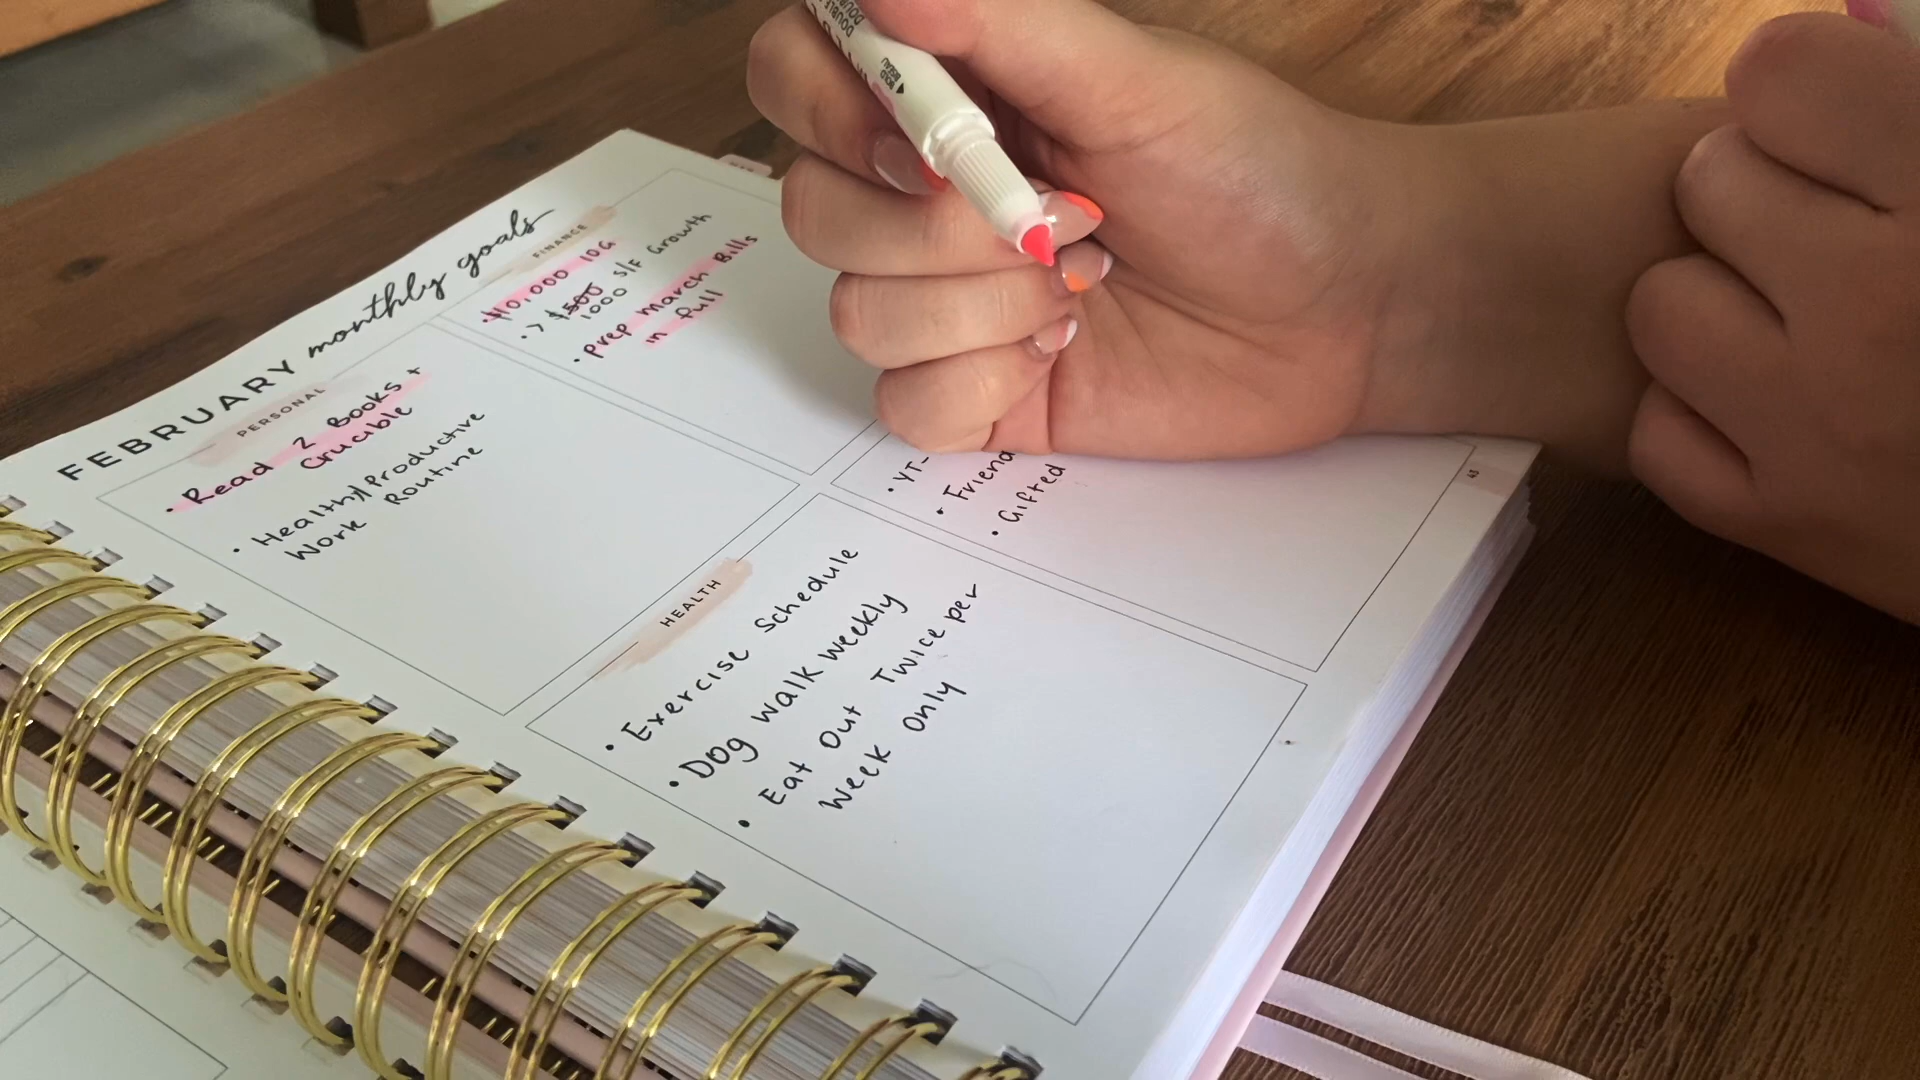 FEBRUARY monthly goals
PERSONAL
• Read 2 Books +
Crucible
• Healthy/Productive
Work Routine
FINANCE
• $10,000 IOG
• > $500 S/F Growth
1000
• prep March Bills
in full
HEALTH
• Exercise Schedule
• Dog walk weekly
• Eat Out Twice per
week only
• YT-
• Friend
• Gifted
BOLD